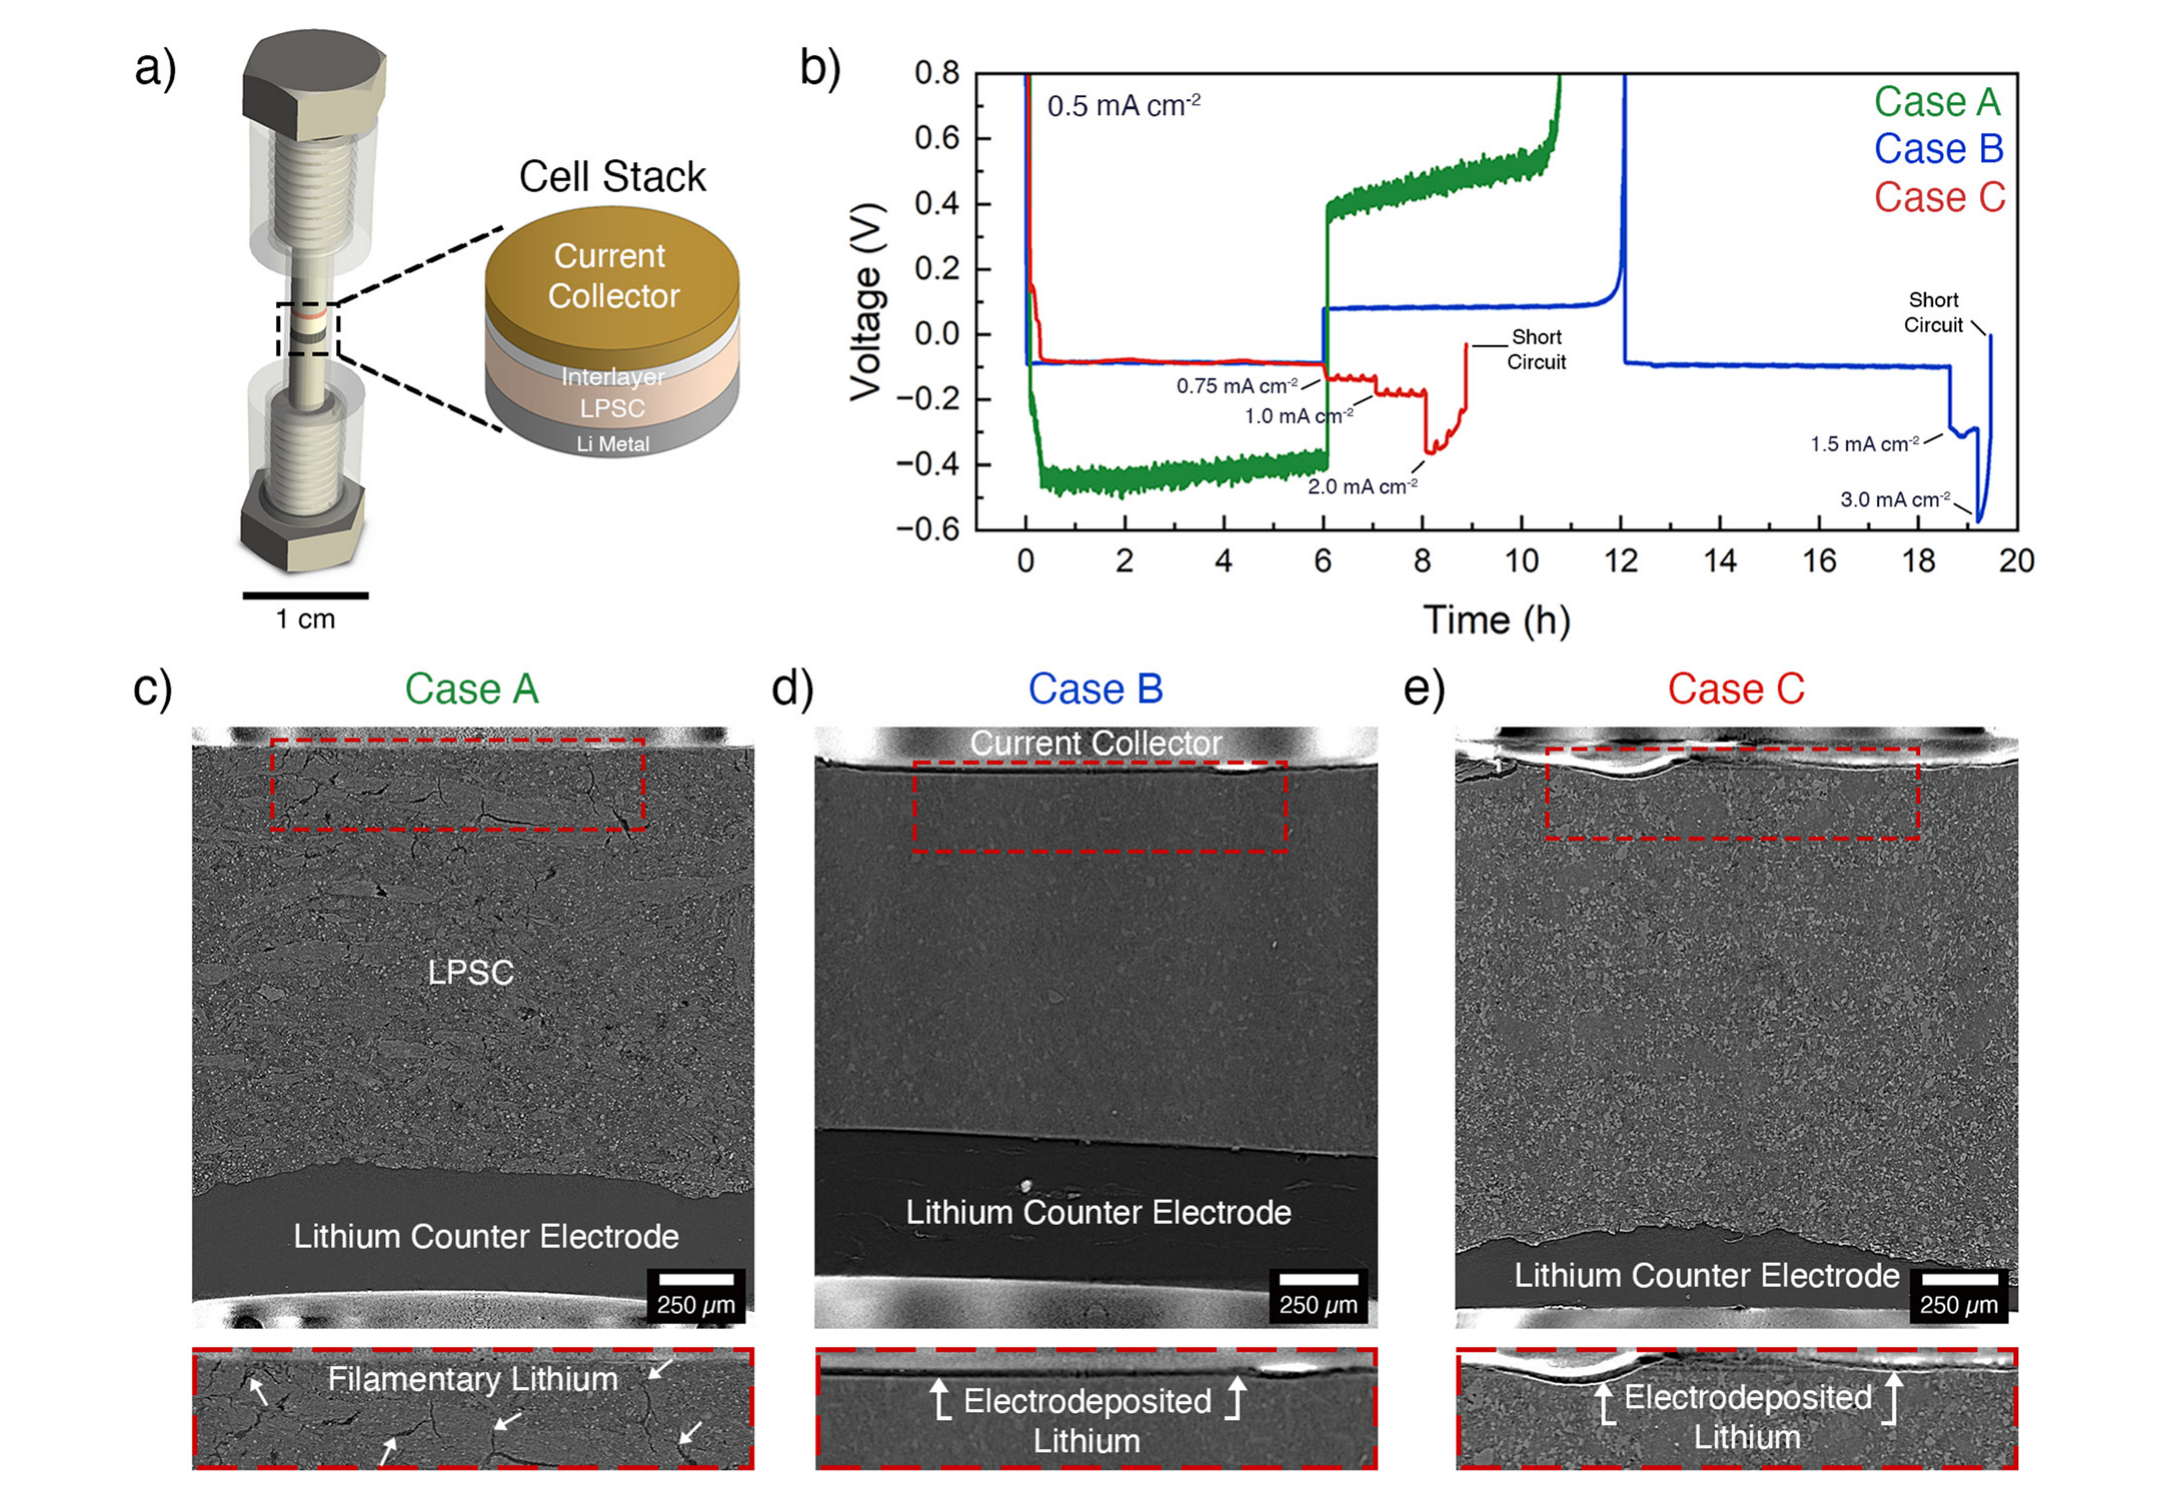 a)
Cell Stack
Current
Collector
Interlayer
LPSC
Li Metal
1 cm
b)
0.5 mA cm-2
Case A
Case B
Case C
Voltage (V)
0.8
0.6
0.4
0.2
0.0
−0.2
−0.4
−0.6
0.75 mA cm-2
1.0 mA cm-2
2.0 mA cm-2
Short
Circuit
1.5 mA cm-2
3.0 mA cm-2
Short
Circuit
0 2 4 6 8 10 12 14 16 18 20
Time (h)
c)
Case A
LPSC
Lithium Counter Electrode
250 µm
Filamentary Lithium
d)
Case B
Current Collector
Lithium Counter Electrode
250 µm
Electrodeposited
Lithium
e)
Case C
Lithium Counter Electrode
250 µm
Electrodeposited
Lithium